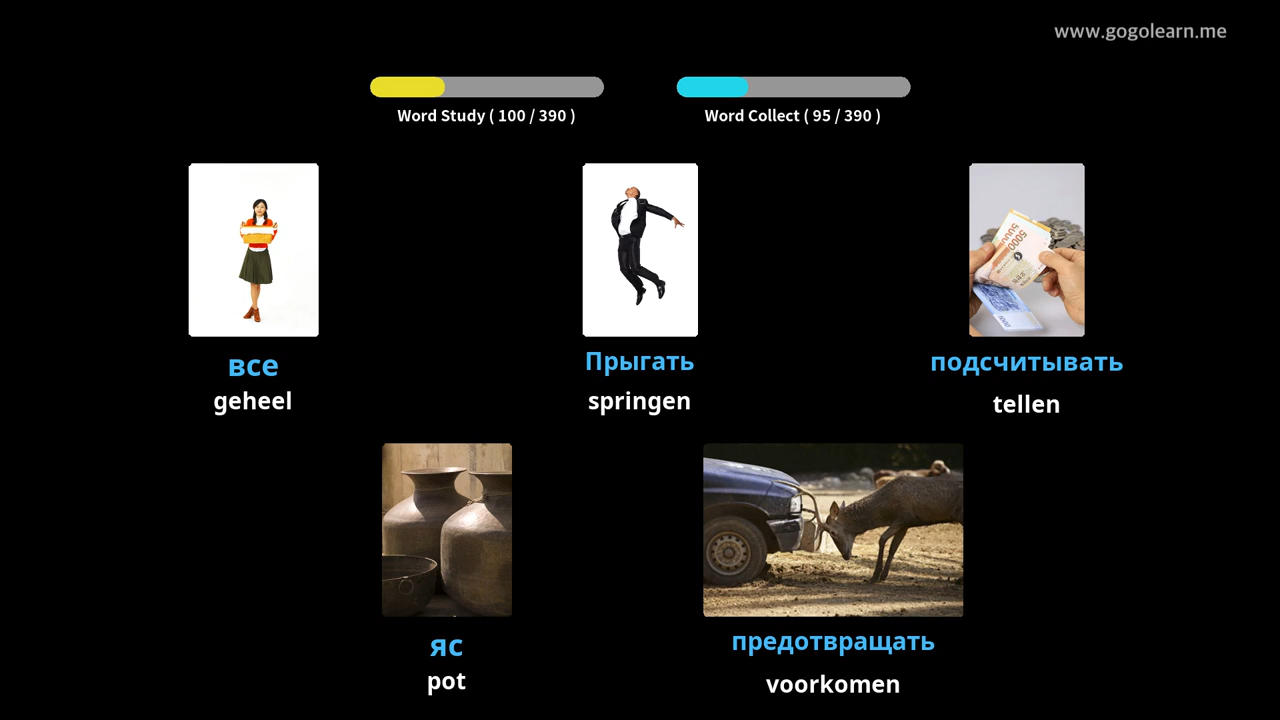 www.gogolearn.me
Word Study ( 100 / 390 )
Word Collect ( 95 / 390 )
все
geheel
Прыгать
springen
подсчитывать
tellen
яс
pot
предотвращать
voorkomen